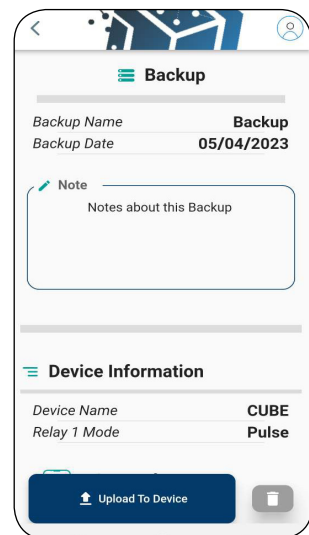 Backup
Backup Name Backup
Backup Date 05/04/2023
Note
Notes about this Backup
Device Information
Device Name CUBE
Relay 1 Mode Pulse
Upload To Device